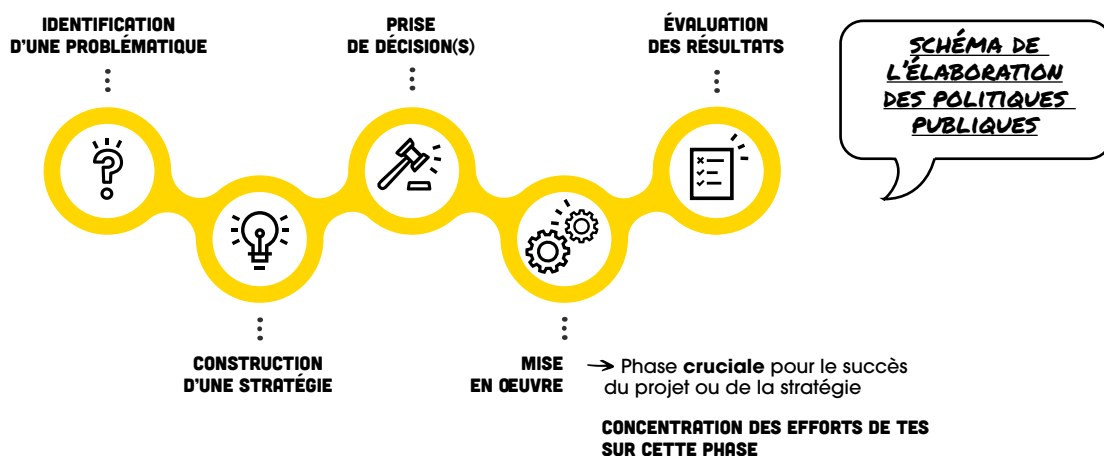 IDENTIFICATION
D'UNE PROBLÉMATIQUE
PRISE
DE DÉCISION(S)
ÉVALUATION
DES RÉSULTATS
SCHÉMA DE
L'ÉLABORATION
DES POLITIQUES
PUBLIQUES
CONSTRUCTION
D'UNE STRATÉGIE
MISE
EN ŒUVRE
→ Phase cruciale pour le succès
du projet ou de la stratégie
CONCENTRATION DES EFFORTS DE TES
SUR CETTE PHASE